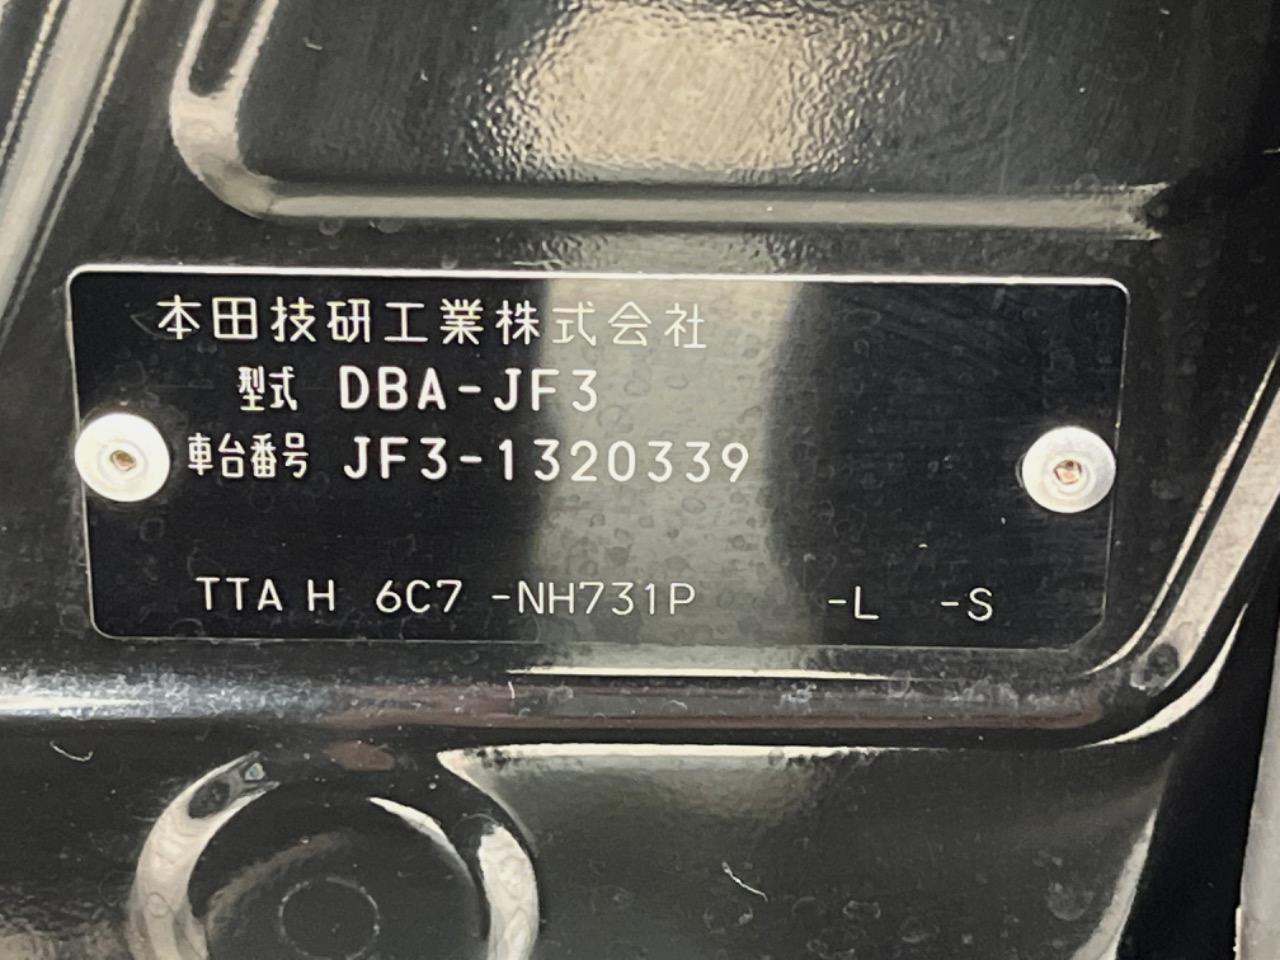 本田技研工業株式会社
型式 DBA-JF3
車台番号 JF3-1320339
TTA H 6C7 -NH731P -L -S